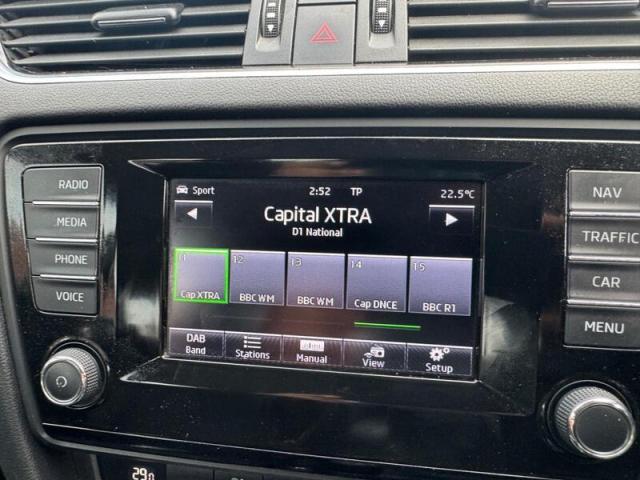 RADIO
MEDIA
PHONE
VOICE
Sport 2:52 TP 22.5°C
Capital XTRA
D1 National
11 12 13 14 15
Cap XTRA BBC WM BBC WM Cap DNCE BBC R1
DAB Band
Stations
Manual
View
Setup
NAV
TRAFFIC
CAR
MENU